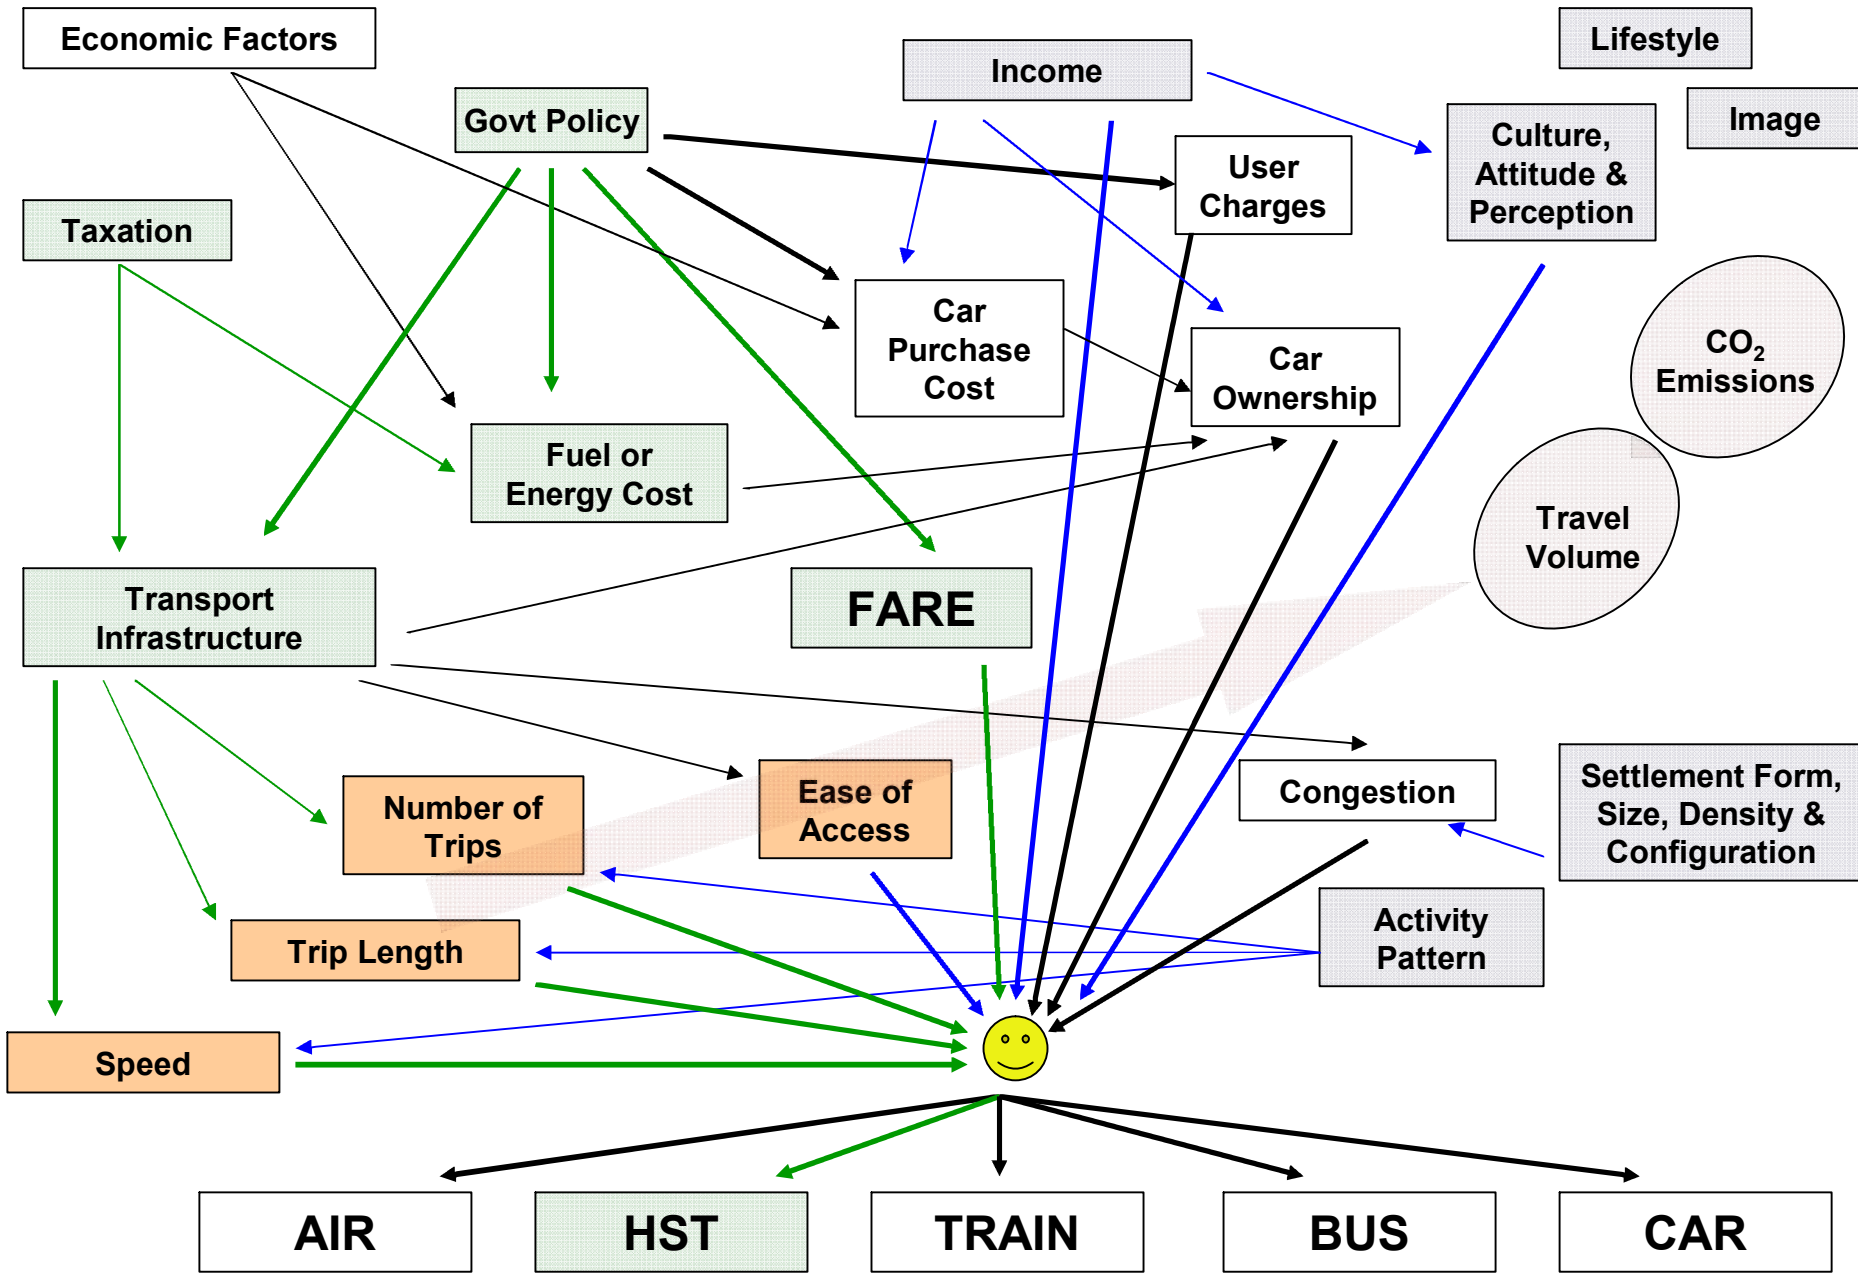 Economic Factors
Income
Lifestyle
Govt Policy
Image
User
Charges
Culture,
Attitude &
Perception
Taxation
Car
Purchase
Cost
Car
Ownership
CO₂
Emissions
Fuel or
Energy Cost
Travel
Volume
Transport
Infrastructure
FARE
Number of
Trips
Ease of
Access
Congestion
Settlement Form,
Size, Density &
Configuration
Trip Length
Activity
Pattern
Speed
AIR
HST
TRAIN
BUS
CAR